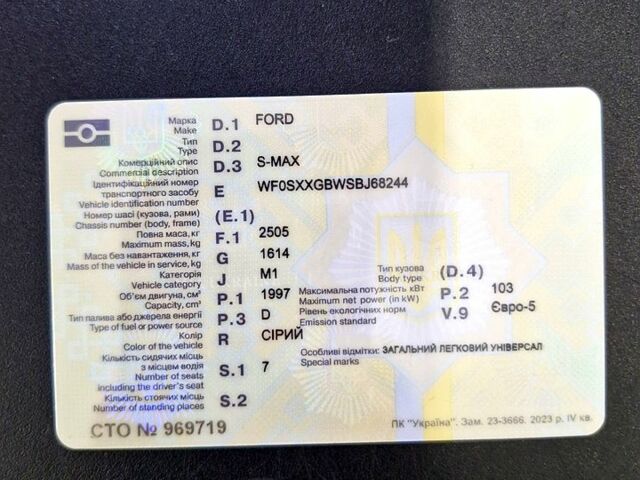 Марка D.1 FORD
Make
Тип D.2
Type
Комерційний опис D.3 S-MAX
Commercial description
Ідентифікаційний номер
транспортного засобу E WF0SXXGBWSBJ68244
Vehicle identification number
Номер шасі (кузова, рами) (E.1)
Chassis number (body, frame)
Повна маса, кг F.1 2505
Maximum mass, kg
Маса без навантаження, кг G 1614
Mass of the vehicle in service, kg
Категорія J M1 Тип кузова (D.4)
Vehicle category Body type
Об'єм двигуна, см³ P.1 1997 Максимальна потужність кВт P.2 103
Capacity, cm³ Maximum net power (in kW)
Тип палива або джерела енергії P.3 D Рівень екологічних норм V.9 Євро-5
Type of fuel or power source Emission standard
Колір R СІРИЙ
Color of the vehicle
Кількість сидячих місць Особливі відмітки: ЗАГАЛЬНИЙ ЛЕГКОВИЙ УНІВЕРСАЛ
з місцем водія S.1 7 Special marks
Number of seats
including the driver's seat
Кількість стоячих місць S.2
Number of standing places
СТО № 969719 ПК "Україна". Зам. 23-3666. 2023 р. IV кв.